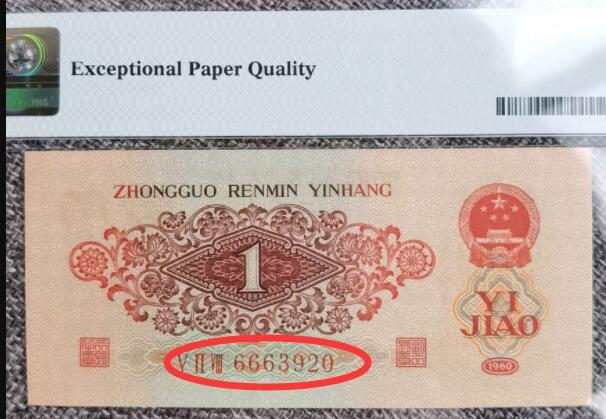 Exceptional Paper Quality
ZHONGGUO RENMIN YINHANG
1
YI
JIAO
V II VIII 6663920
1960